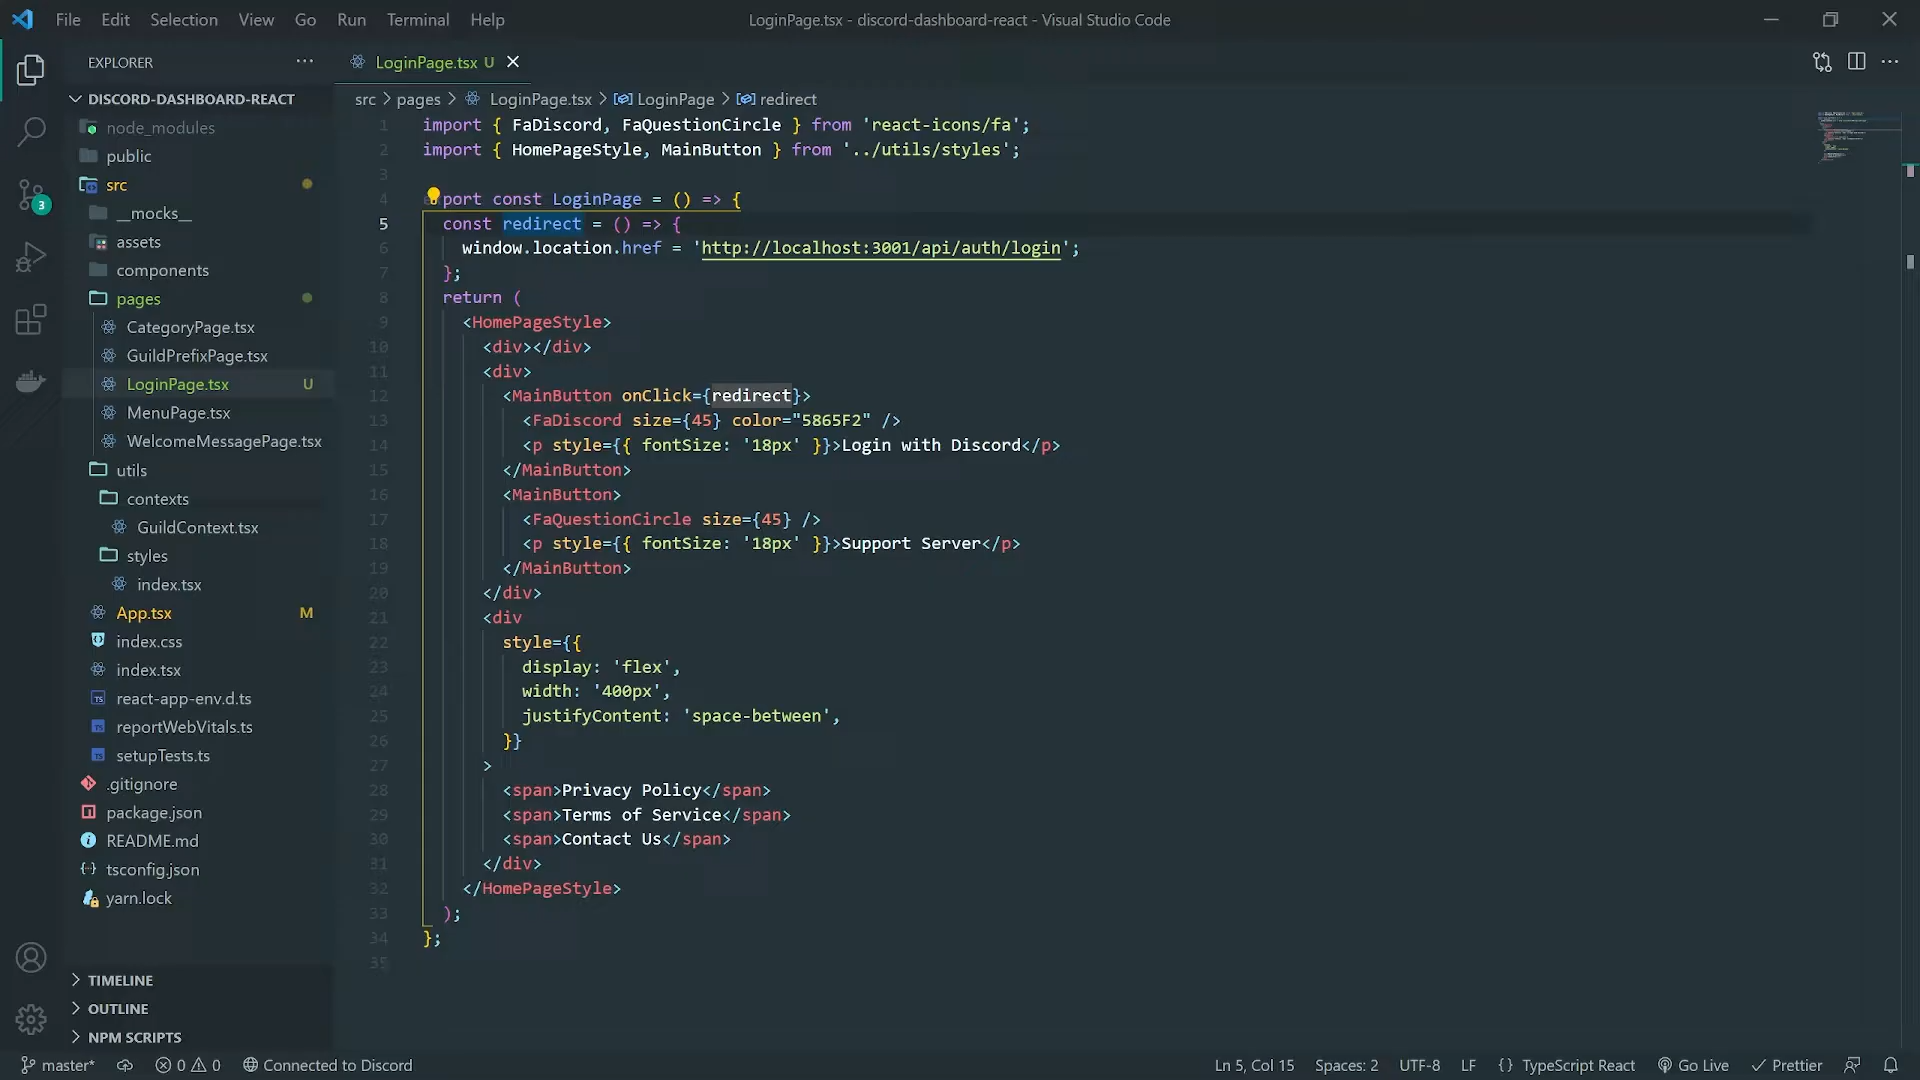 File Edit Selection View Go Run Terminal Help
LoginPage.tsx - discord-dashboard-react - Visual Studio Code
EXPLORER
DISCORD-DASHBOARD-REACT
node_modules
public
src
__mocks__
assets
components
pages
CategoryPage.tsx
GuildPrefixPage.tsx
LoginPage.tsx U
MenuPage.tsx
WelcomeMessagePage.tsx
utils
contexts
GuildContext.tsx
styles
index.tsx
App.tsx M
index.css
index.tsx
react-app-env.d.ts
reportWebVitals.ts
setupTests.ts
.gitignore
package.json
README.md
tsconfig.json
yarn.lock
TIMELINE
OUTLINE
NPM SCRIPTS
3
LoginPage.tsx U
src > pages > LoginPage.tsx > LoginPage > redirect
1 import { FaDiscord, FaQuestionCircle } from 'react-icons/fa';
2 import { HomePageStyle, MainButton } from '../utils/styles';
3
4 port const LoginPage = () => {
5 const redirect = () => {
6 window.location.href = 'http://localhost:3001/api/auth/login';
7 };
8 return (
9 <HomePageStyle>
10 <div></div>
11 <div>
12 <MainButton onClick={redirect}>
13 <FaDiscord size={45} color="5865F2" />
14 <p style={{ fontSize: '18px' }}>Login with Discord</p>
15 </MainButton>
16 <MainButton>
17 <FaQuestionCircle size={45} />
18 <p style={{ fontSize: '18px' }}>Support Server</p>
19 </MainButton>
20 </div>
21 <div
22 style={{
23 display: 'flex',
24 width: '400px',
25 justifyContent: 'space-between',
26 }}
27 >
28 <span>Privacy Policy</span>
29 <span>Terms of Service</span>
30 <span>Contact Us</span>
31 </div>
32 </HomePageStyle>
33 );
34 };
35
master* 0 0 Connected to Discord
Ln 5, Col 15 Spaces: 2 UTF-8 LF {} TypeScript React Go Live Prettier